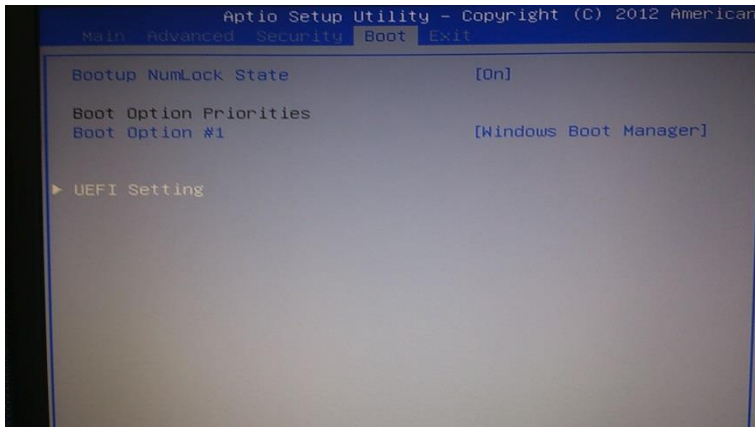 Aptio Setup Utility – Copyright (C) 2012 American
Main Advanced Security Boot Exit
Bootup NumLock State [On]
Boot Option Priorities
Boot Option #1 [Windows Boot Manager]
▶ UEFI Setting